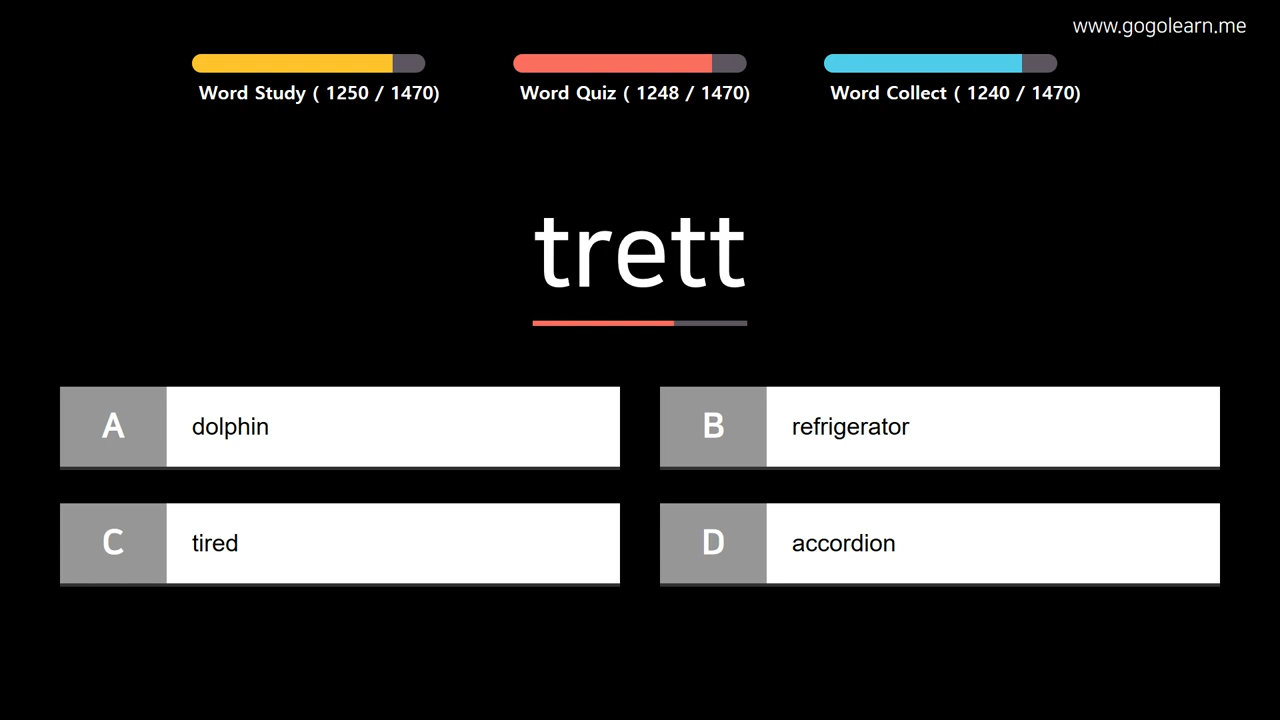 www.gogolearn.me
Word Study ( 1250 / 1470)
Word Quiz ( 1248 / 1470)
Word Collect ( 1240 / 1470)
trett
A dolphin
B refrigerator
C tired
D accordion